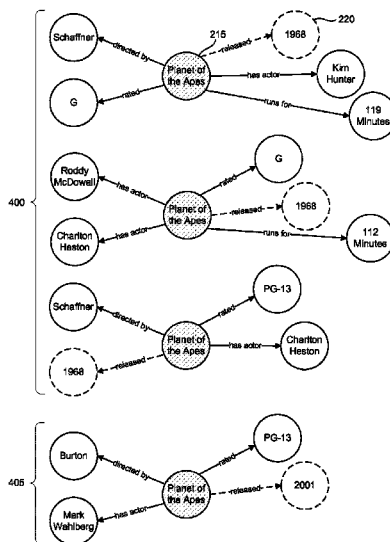 215
220
Schaffner
directed by
released
1968
Planet of
the Apes
has actor
Kim
Hunter
G
rated
runs for
119
Minutes
400
Roddy
McDowell
has actor
rated
G
Planet of
the Apes
released
1968
Charlton
Heston
has actor
runs for
112
Minutes
Schaffner
directed by
rated
PG-13
Planet of
the Apes
has actor
Charlton
Heston
1968
released
405
Burton
directed by
rated
PG-13
Planet of
the Apes
released
2001
Mark
Wahlberg
has actor